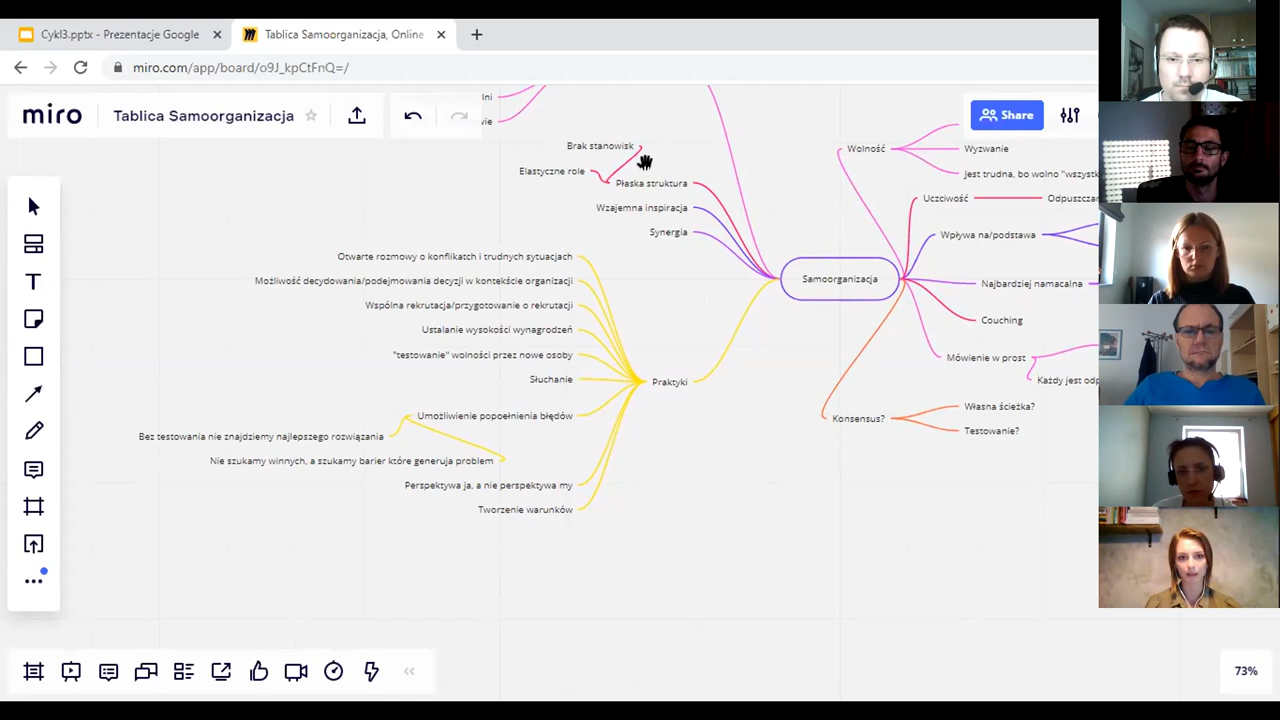 Cykl3.pptx - Prezentacje Google
Tablica Samoorganizacja, Online
miro.com/app/board/o9J_kpCtFnQ=/
miro
Tablica Samoorganizacja
Share
lni
wie
Brak stanowisk
Elastyczne role
Płaska struktura
Wzajemna inspiracja
Synergia
Otwarte rozmowy o konfliktach i trudnych sytuacjach
Możliwość decydowania/podejmowania decyzji w kontekście organizacji
Wspólna rekrutacja/przygotowanie o rekrutacji
Ustalanie wysokości wynagrodzeń
"testowanie" wolności przez nowe osoby
Słuchanie
Umożliwienie popoełnienia błędów
Bez testowania nie znajdziemy najlepszego rozwiązania
Nie szukamy winnych, a szukamy barier które generuja problem
Perspektywa ja, a nie perspektywa my
Tworzenie warunków
Praktyki
Samoorganizacja
Wolność
Wyzwanie
Jest trudna, bo wolno "wszystk
Uczciwość
Odpuszczan
Wpływa na/podstawa
Najbardziej namacalna
Couching
Mówienie w prost
Każdy jest odp
Konsensus?
Własna ścieżka?
Testowanie?
73%